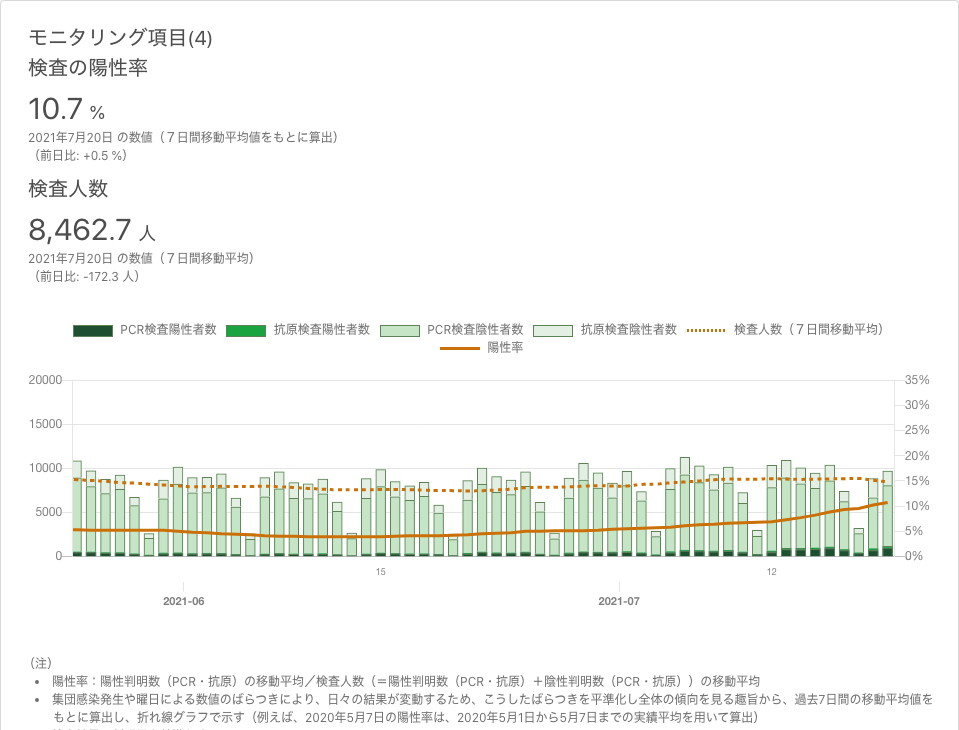 モニタリング項目(4)
検査の陽性率
10.7 %
2021年7月20日 の数値（７日間移動平均値をもとに算出）
（前日比: +0.5 %）
検査人数
8,462.7 人
2021年7月20日 の数値（７日間移動平均）
（前日比: -172.3 人）
PCR検査陽性者数 抗原検査陽性者数 PCR検査陰性者数 抗原検査陰性者数 検査人数（７日間移動平均）
陽性率
20000 35%
30%
15000 25%
10000 20%
15%
5000 10%
5%
0 0%
15 12
2021-06 2021-07
（注）
• 陽性率：陽性判明数（PCR・抗原）の移動平均／検査人数（＝陽性判明数（PCR・抗原）＋陰性判明数（PCR・抗原））の移動平均
• 集団感染発生や曜日による数値のばらつきにより、日々の結果が変動するため、こうしたばらつきを平準化し全体の傾向を見る趣旨から、過去7日間の移動平均値を
もとに算出し、折れ線グラフで示す（例えば、2020年5月7日の陽性率は、2020年5月1日から5月7日までの実績平均を用いて算出）